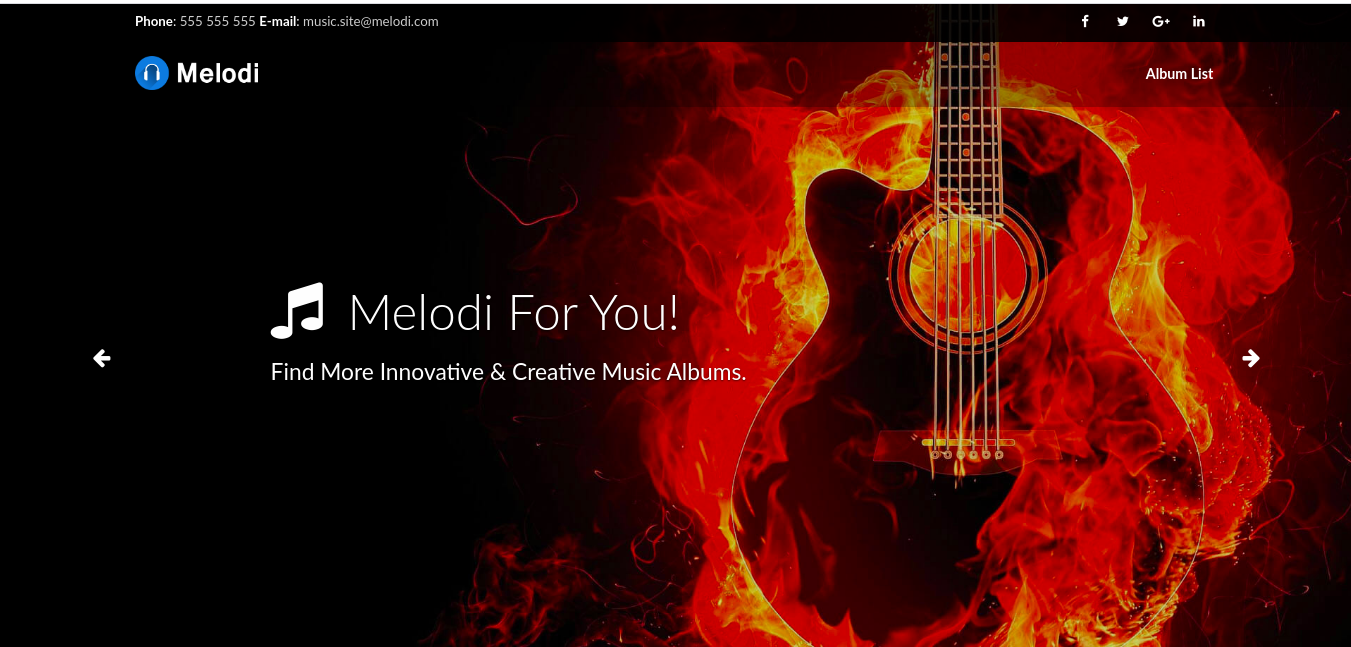 Phone: 555 555 555 E-mail: music.site@melodi.com
Melodi
Album List
Melodi For You!
Find More Innovative & Creative Music Albums.